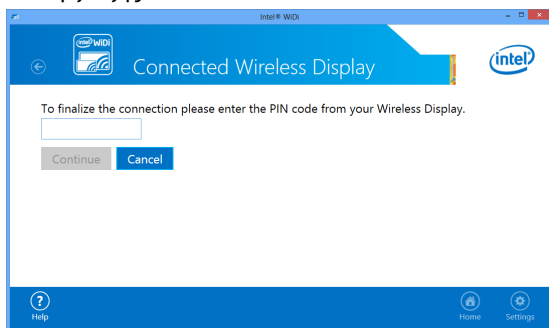 Intel® WiDi
intel WiDi
Connected Wireless Display
intel®
To finalize the connection please enter the PIN code from your Wireless Display.
Continue
Cancel
?
Help
Home
Settings